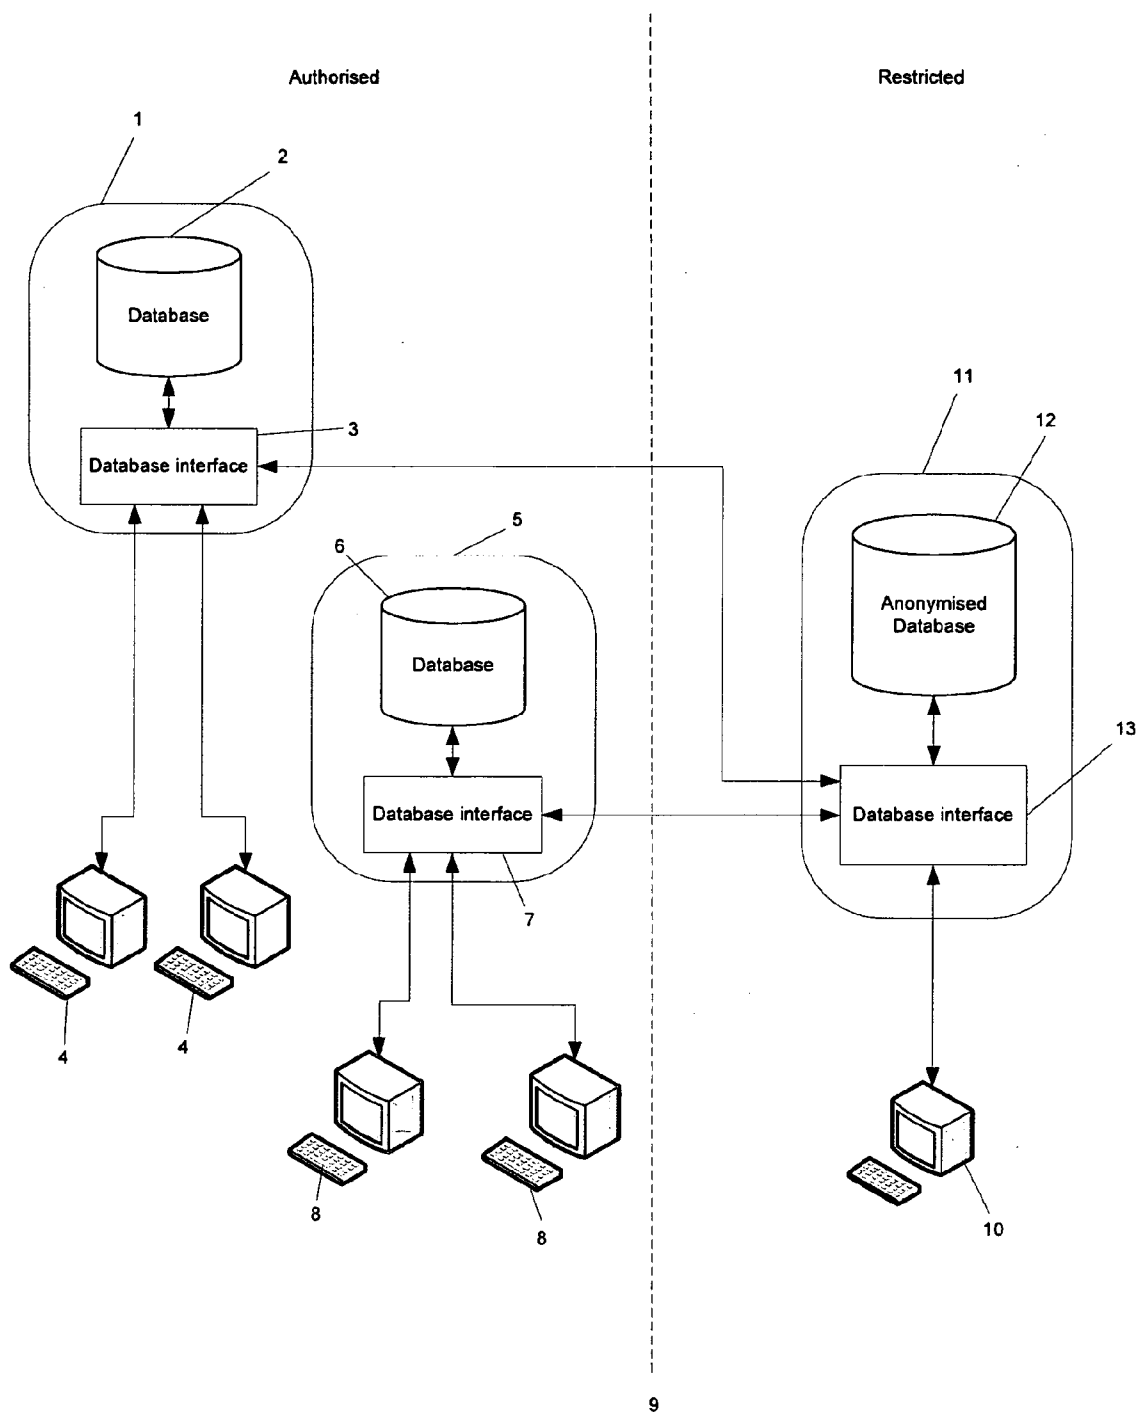 Authorised
Restricted
1
2
Database
3
Database interface
11
12
Anonymised
Database
5
6
Database
13
Database interface
Database interface
7
4
4
8
8
10
9